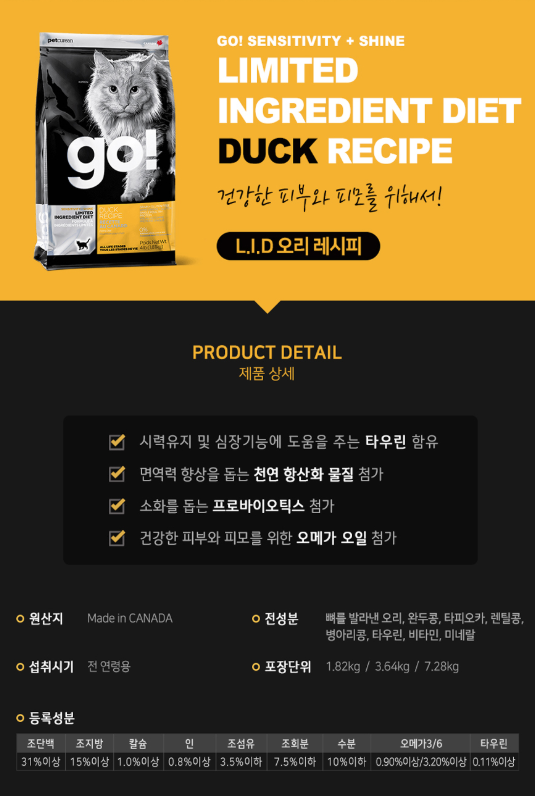 GO! SENSITIVITY + SHINE
LIMITED
INGREDIENT DIET
DUCK RECIPE
건강한 피부와 피모를 위해서!
L.I.D 오리 레시피
petcurean
go!
LIMITED
INGREDIENT DIET
DUCK
RECIPE
PRODUCT DETAIL
제품 상세
시력유지 및 심장기능에 도움을 주는 타우린 함유
면역력 향상을 돕는 천연 항산화 물질 첨가
소화를 돕는 프로바이오틱스 첨가
건강한 피부와 피모를 위한 오메가 오일 첨가
원산지 Made in CANADA
전성분 뼈를 발라낸 오리, 완두콩, 타피오카, 렌틸콩,
병아리콩, 타우린, 비타민, 미네랄
섭취시기 전 연령용
포장단위 1.82kg / 3.64kg / 7.28kg
등록성분
조단백 조지방 칼슘 인 조섬유 조회분 수분 오메가3/6 타우린
31%이상 15%이상 1.0%이상 0.8%이상 3.5%이하 7.5%이하 10%이하 0.90%이상/3.20%이상 0.11%이상